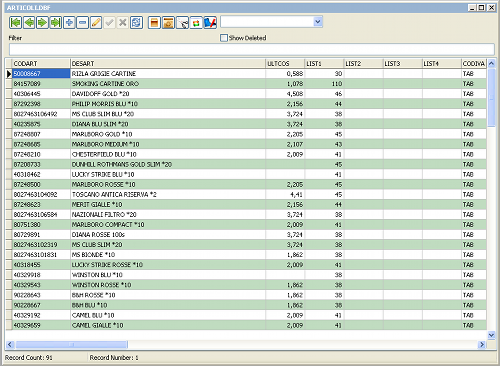 ARTICOLI.DBF
Filter
Show Deleted
CODART DESART ULTCOS LIST1 LIST2 LIST3 LIST4 CODIVA
50008667 RIZLA GRIGIE CARTINE 0,588 30 TAB
84157089 SMOKING CARTINE ORO 1,078 110 TAB
40306445 DAVIDOFF GOLD *20 4,508 46 TAB
87292398 PHILIP MORRIS BLU *10 2,156 44 TAB
8027463106492 MS CLUB SLIM BLU *20 3,724 38 TAB
40235875 DIANA BLU SLIM *20 3,724 38 TAB
87248807 MARLBORO GOLD *10 2,205 45 TAB
87248685 MARLBORO MEDIUM *10 2,107 43 TAB
87248210 CHESTERFIELD BLU *10 2,009 41 TAB
87200733 DUNHILL ROTHMANS GOLD SLIM *20 45 TAB
40310462 LUCKY STRIKE BLU *10 41 TAB
87248500 MARLBORO ROSSE *10 2,205 45 TAB
8027463104092 TOSCANO ANTICA RISERVA *2 4,41 45 TAB
87248623 MERIT GIALLE *10 2,156 44 TAB
8027463106584 NAZIONALI FILTRO *20 3,724 38 TAB
80751380 MARLBORO COMPACT *10 2,009 41 TAB
80729891 DIANA ROSSE 100s 3,724 38 TAB
8027463102319 MS CLUB SLIM *20 3,724 38 TAB
8027463101831 MS BIONDE *10 1,862 38 TAB
40318455 LUCKY STRIKE ROSSE *10 2,009 41 TAB
40329918 WINSTON BLU *10 38 TAB
40329543 WINSTON ROSSE *10 1,862 38 TAB
90228643 B&H ROSSE *10 1,862 38 TAB
90228667 B&H BLU *10 1,862 38 TAB
40329192 CAMEL BLU *10 2,009 41 TAB
40329659 CAMEL GIALLE *10 2,009 41 TAB
Record Count: 91 Record Number: 1